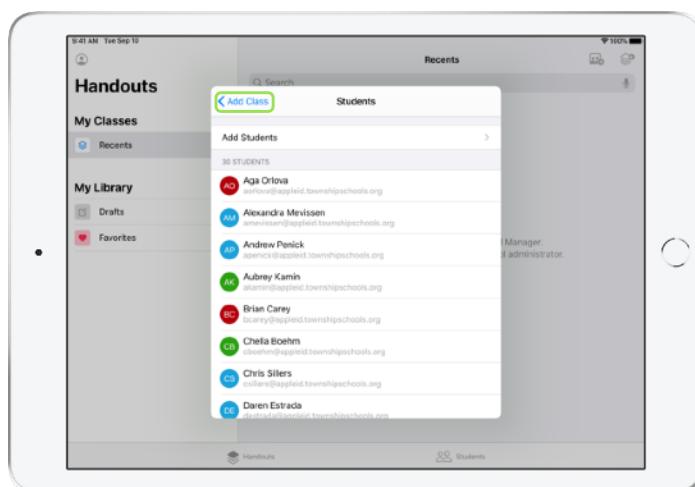 9:41 AM Tue Sep 10
100%
Recents
Handouts
Search
My Classes
Recents
My Library
Drafts
Favorites
Add Class
Students
Add Students
30 STUDENTS
AO
Aga Orlova
aorlova@appleid.townshipschools.org
AM
Alexandra Mevissen
amevissen@appleid.townshipschools.org
AP
Andrew Penick
apenick@appleid.townshipschools.org
AK
Aubrey Kamin
akamin@appleid.townshipschools.org
BC
Brian Carey
bcarey@appleid.townshipschools.org
CB
Chella Boehm
cboehm@appleid.townshipschools.org
CS
Chris Sillers
csillers@appleid.townshipschools.org
DE
Daren Estrada
destrada@appleid.townshipschools.org
Manager.
administrator.
Handouts
Students